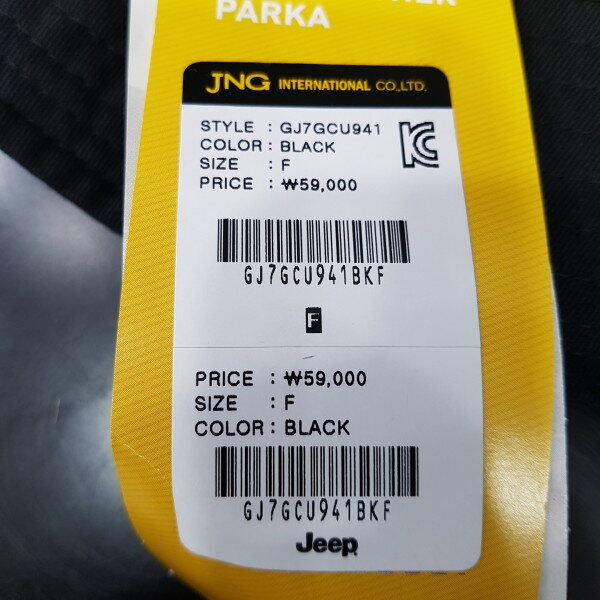 PARKA
JNG INTERNATIONAL CO.,LTD.
STYLE : GJ7GCU941
COLOR : BLACK
SIZE : F
PRICE : ₩59,000
GJ7GCU941BKF
F
PRICE : ₩59,000
SIZE : F
COLOR : BLACK
GJ7GCU941BKF
Jeep